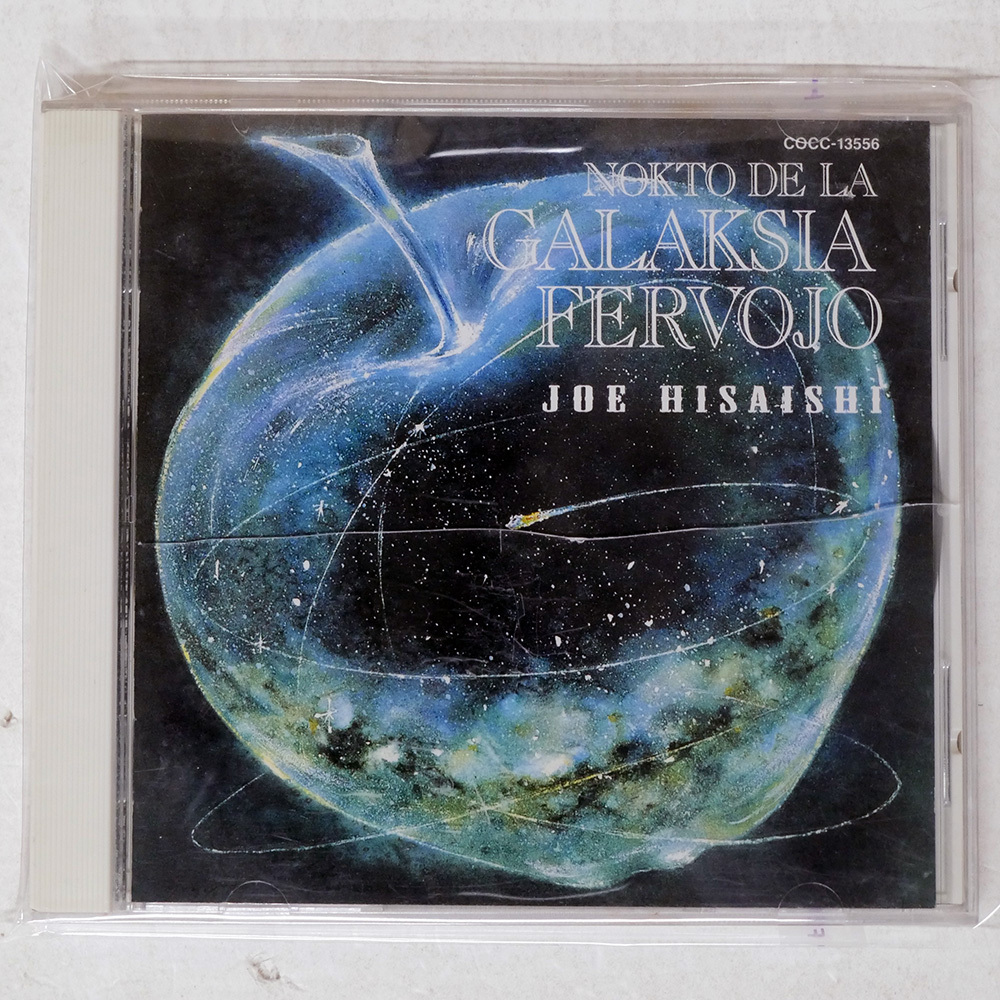 COCC-13556
NOKTO DE LA
GALAKSIA
FERVOJO
JOE HISAISHI